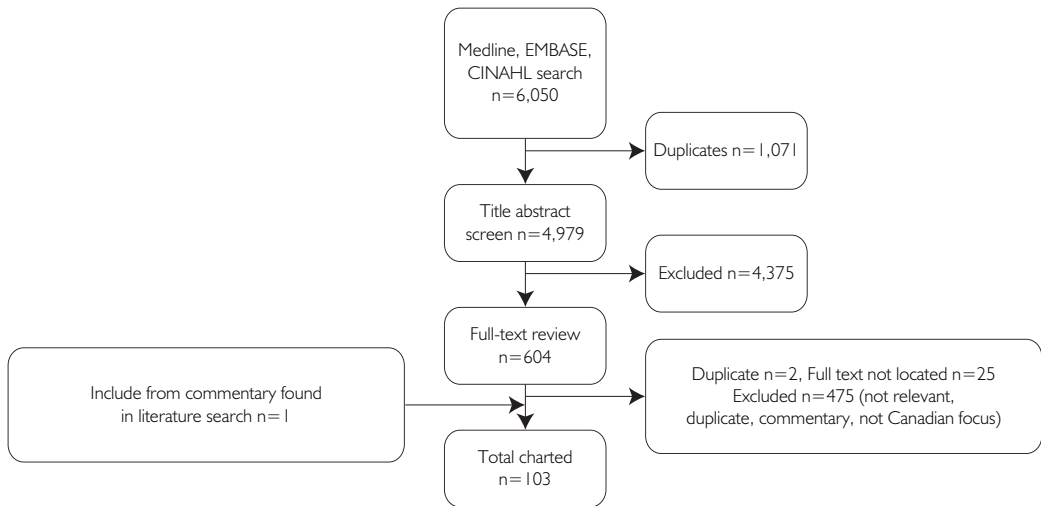 Medline, EMBASE,
CINAHL search
n=6,050
Duplicates n=1,071
Title abstract
screen n=4,979
Excluded n=4,375
Full-text review
n=604
Include from commentary found
in literature search n=1
Duplicate n=2, Full text not located n=25
Excluded n=475 (not relevant,
duplicate, commentary, not Canadian focus)
Total charted
n=103